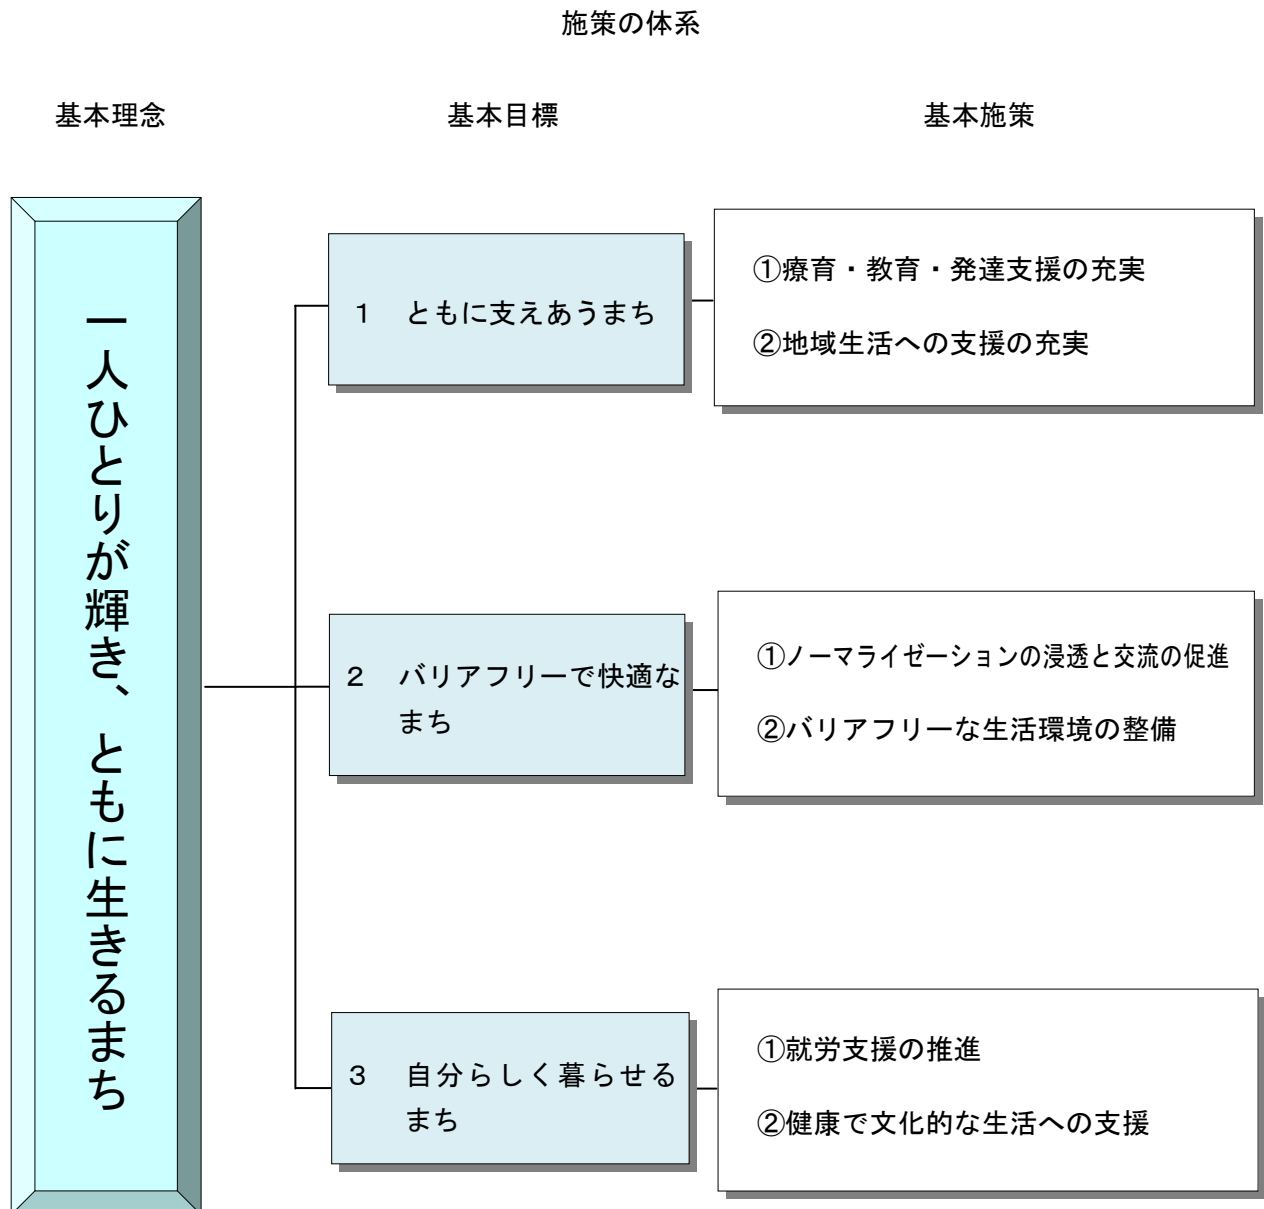 施策の体系
基本理念
基本目標
基本施策
一人ひとりが輝き、ともに生きるまち
1 ともに支えあうまち
①療育・教育・発達支援の充実
②地域生活への支援の充実
2 バリアフリーで快適な
まち
①ノーマライゼーションの浸透と交流の促進
②バリアフリーな生活環境の整備
3 自分らしく暮らせる
まち
①就労支援の推進
②健康で文化的な生活への支援